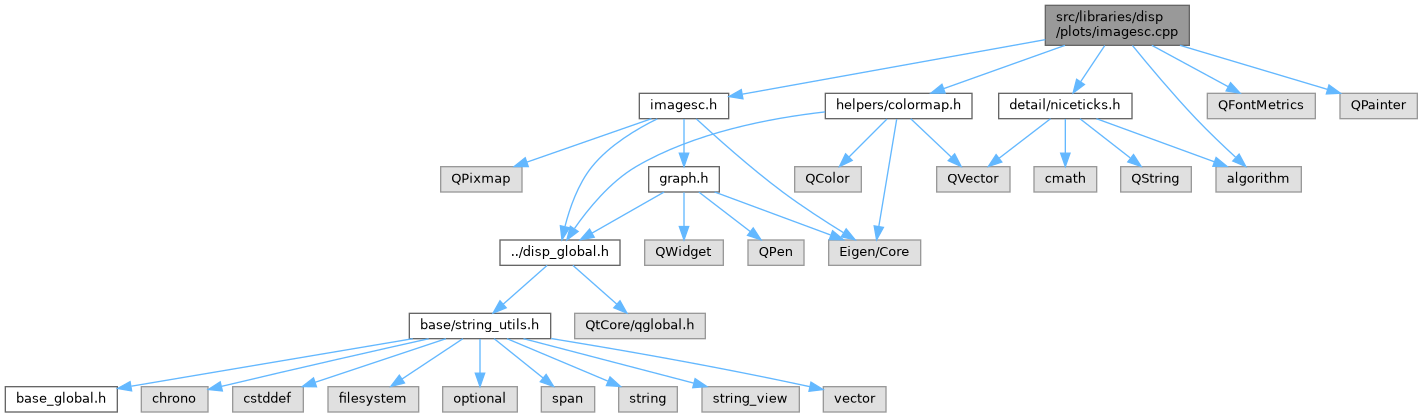 src/libraries/disp
/plots/imagesc.cpp
imagesc.h
helpers/colormap.h
detail/niceticks.h
QFontMetrics
QPainter
QPixmap
graph.h
QColor
QVector
cmath
QString
algorithm
../disp_global.h
QWidget
QPen
Eigen/Core
base/string_utils.h
QtCore/qglobal.h
base_global.h
chrono
cstddef
filesystem
optional
span
string
string_view
vector